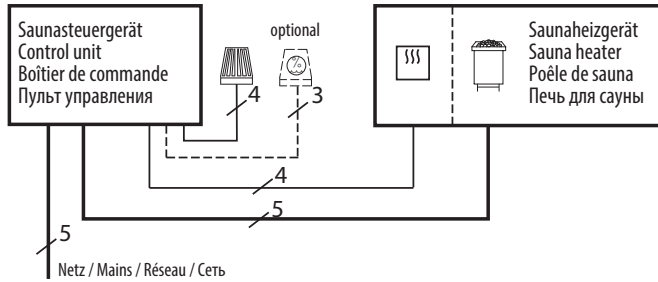 Saunasteuergerät
Control unit
Boîtier de commande
Пульт управления
optional
%
4
3
Saunaheizgerät
Sauna heater
Poêle de sauna
Печь для сауны
4
5
5
Netz / Mains / Réseau / Сеть